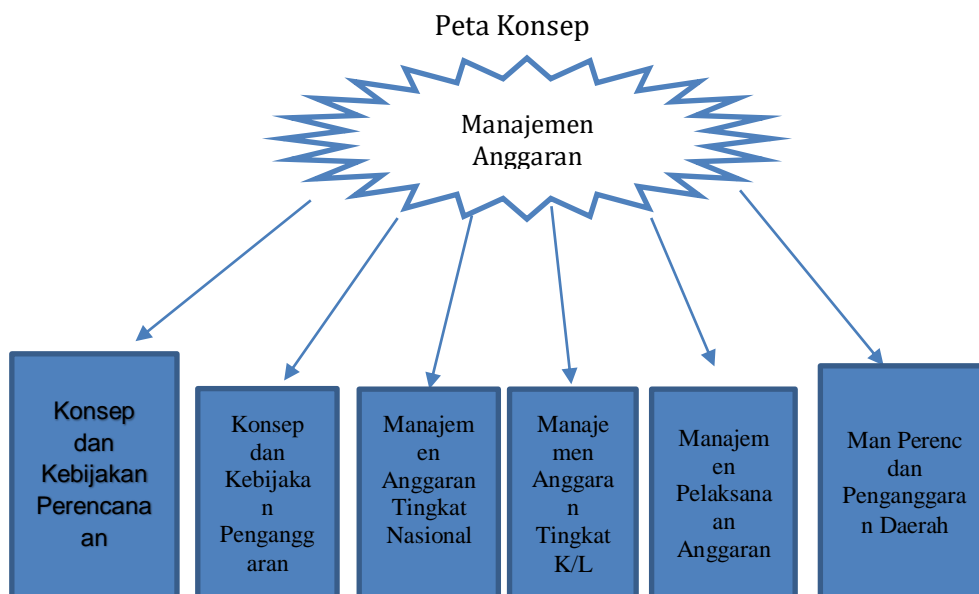 Peta Konsep
Manajemen
Anggaran
Konsep
dan
Kebijakan
Perencana
an
Konsep
dan
Kebijaka
n
Pengangg
aran
Manajem
en
Anggaran
Tingkat
Nasional
Manaje
men
Anggara
n
Tingkat
K/L
Manajem
en
Pelaksana
an
Anggaran
Man Perenc
dan
Penganggara
n Daerah